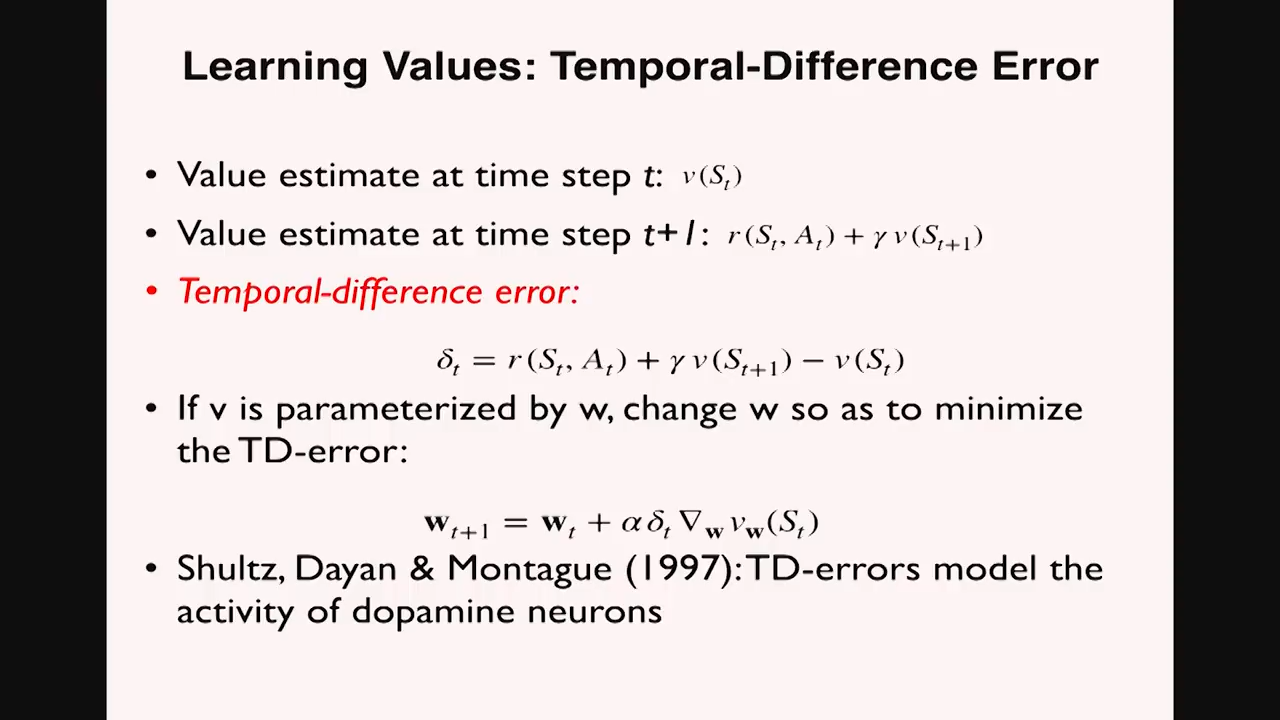 Learning Values: Temporal-Difference Error
• Value estimate at time step t: v(S_t)
• Value estimate at time step t+1: r(S_t, A_t) + γ v(S_{t+1})
• Temporal-difference error:
δ_t = r(S_t, A_t) + γ v(S_{t+1}) − v(S_t)
• If v is parameterized by w, change w so as to minimize
the TD-error:
w_{t+1} = w_t + α δ_t ∇_w v_w(S_t)
• Shultz, Dayan & Montague (1997): TD-errors model the
activity of dopamine neurons